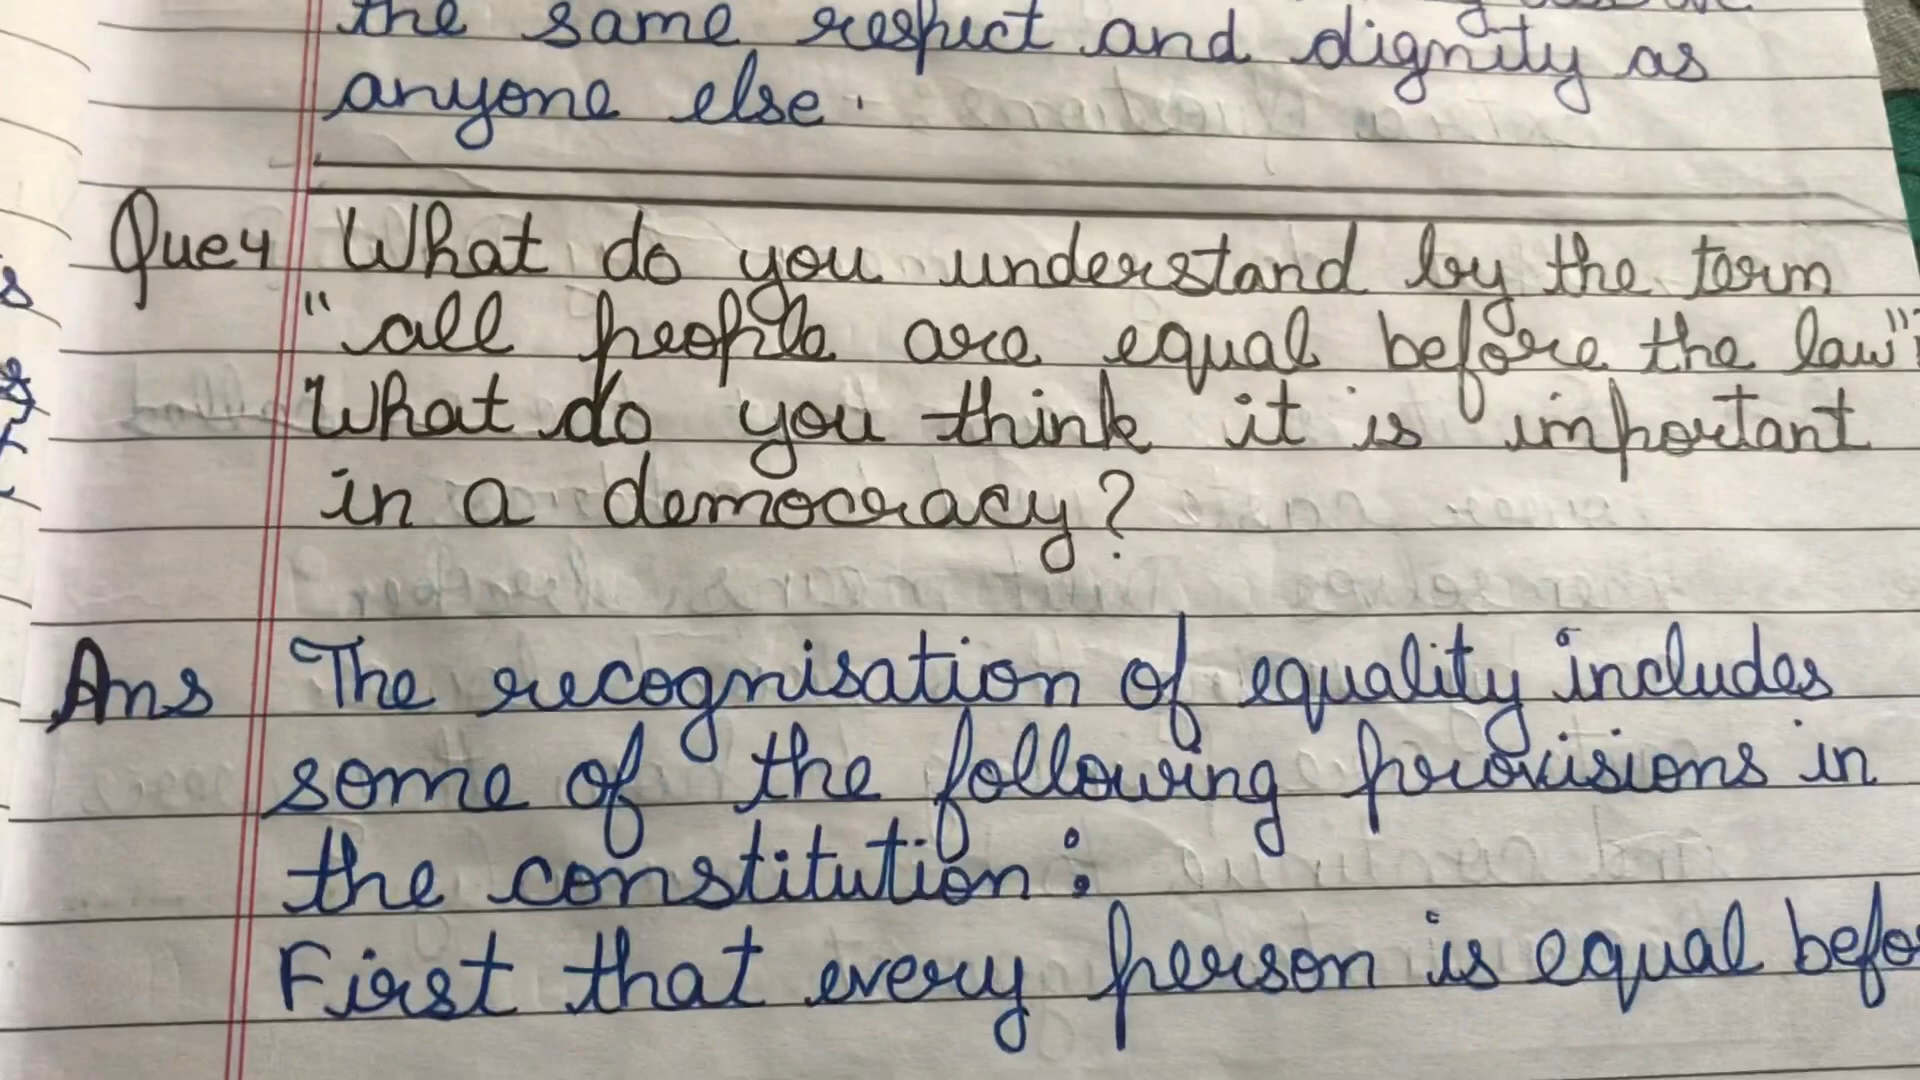 the same respect and dignity as
anyone else.
Que4 What do you understand by the term
"all people are equal before the law"?
What do you think it is important
in a democracy?
Ans The recognisation of equality includes
some of the following provisions in
the constitution:
First that every person is equal befo